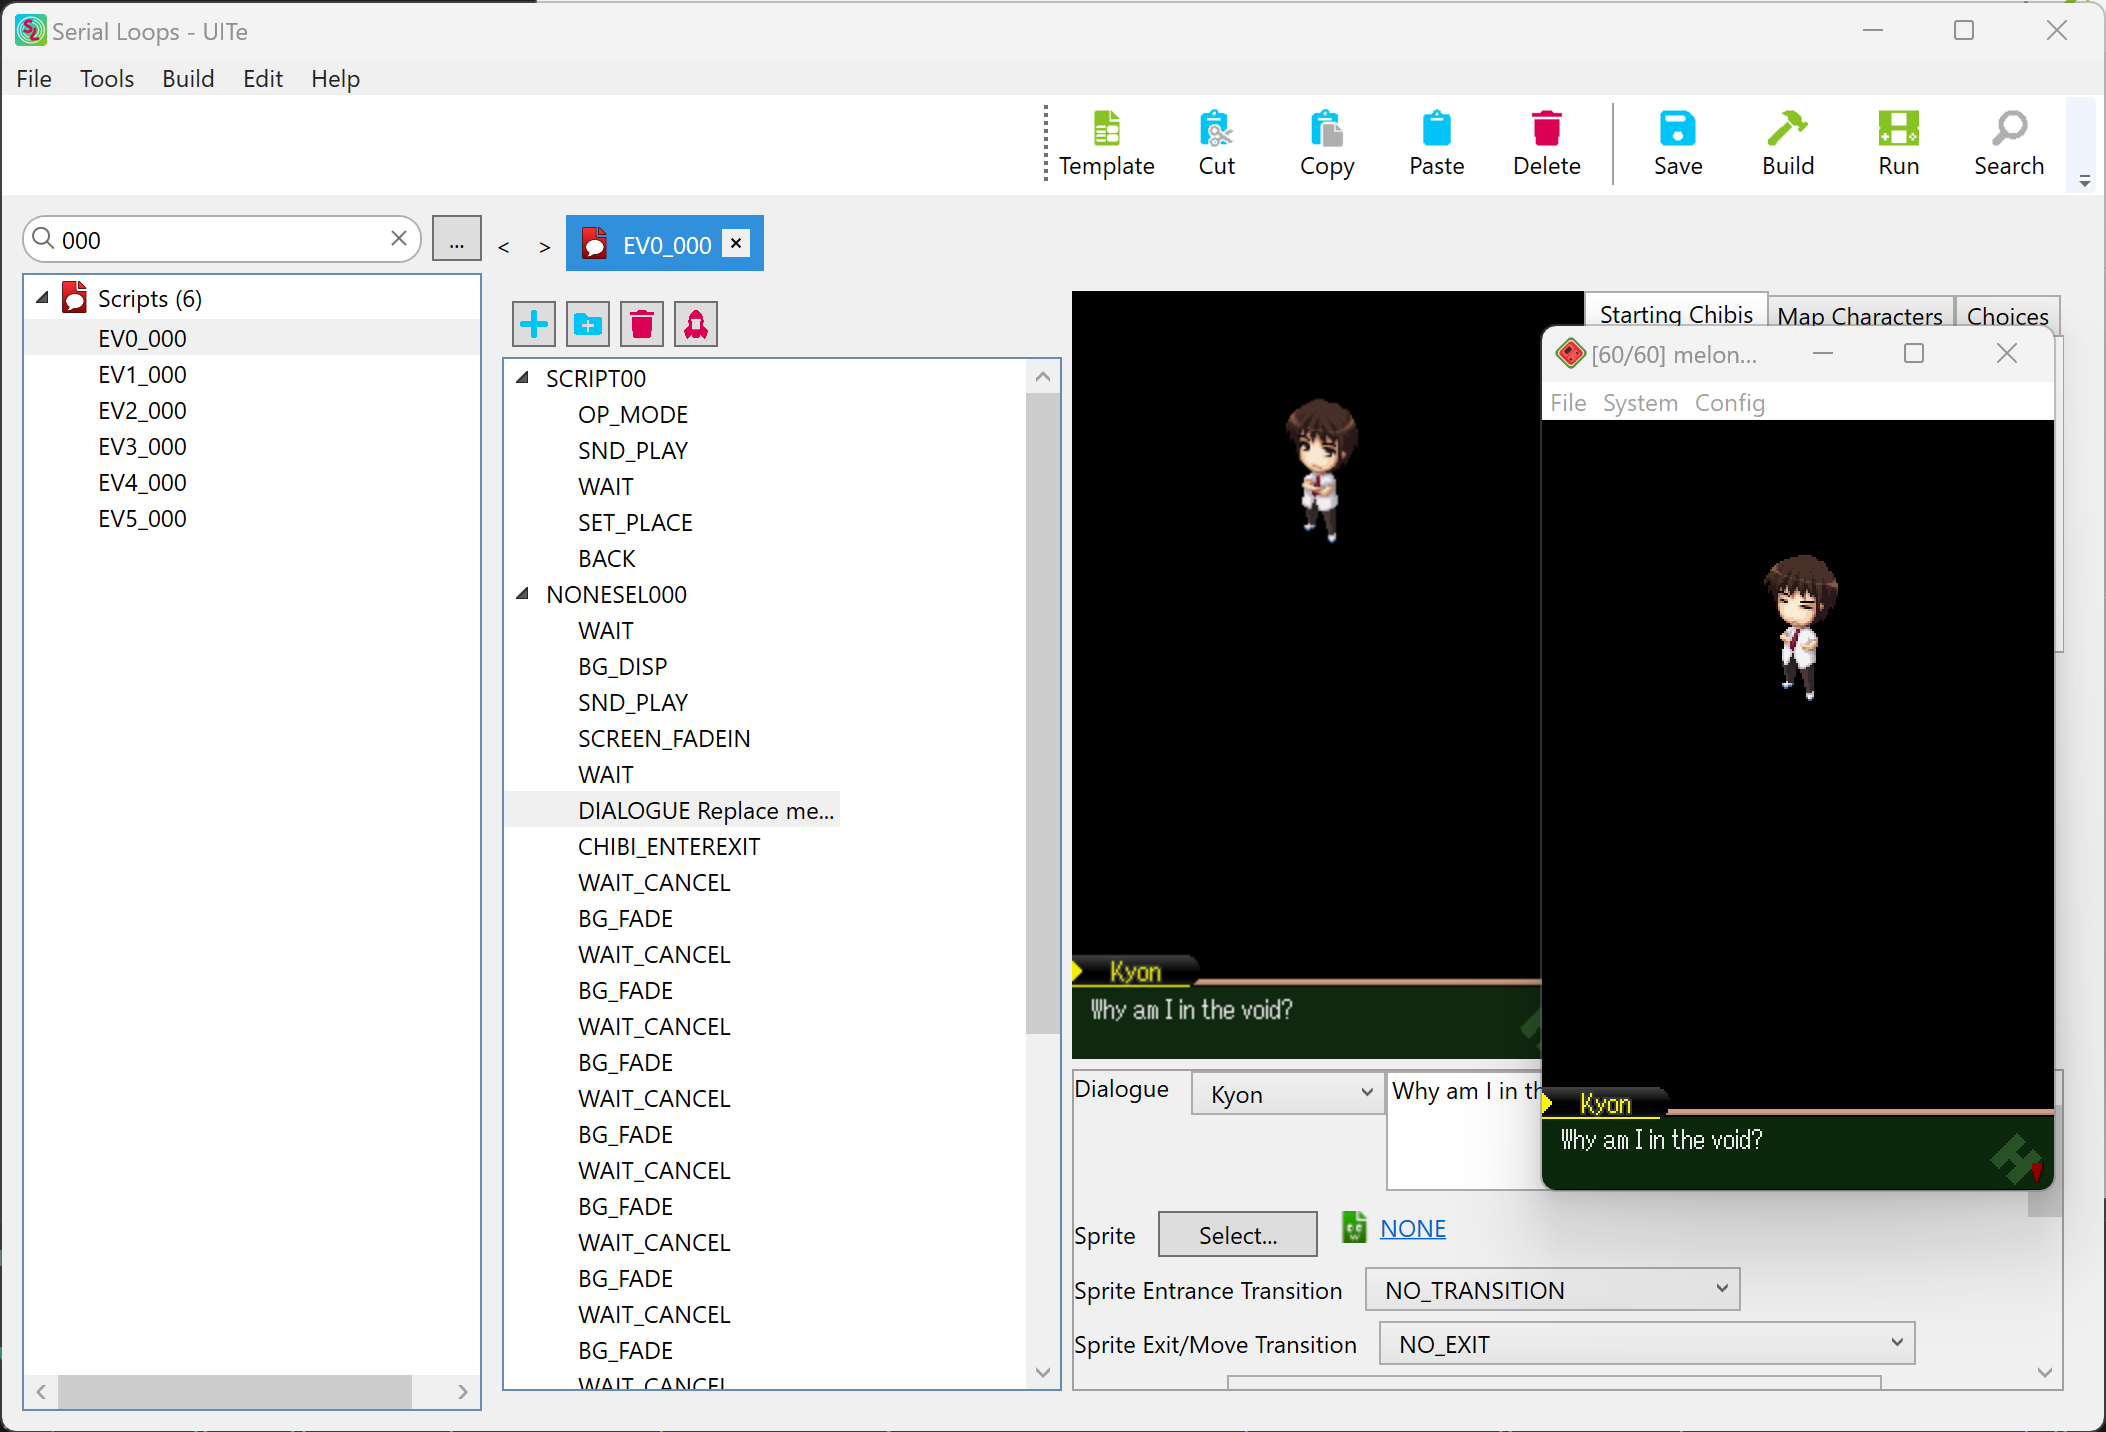 Serial Loops - UITe
File Tools Build Edit Help
Template Cut Copy Paste Delete Save Build Run Search
000
...
< >
EV0_000
Scripts (6)
EV0_000
EV1_000
EV2_000
EV3_000
EV4_000
EV5_000
SCRIPT00
OP_MODE
SND_PLAY
WAIT
SET_PLACE
BACK
NONESEL000
WAIT
BG_DISP
SND_PLAY
SCREEN_FADEIN
WAIT
DIALOGUE Replace me...
CHIBI_ENTEREXIT
WAIT_CANCEL
BG_FADE
WAIT_CANCEL
BG_FADE
WAIT_CANCEL
BG_FADE
WAIT_CANCEL
BG_FADE
WAIT_CANCEL
BG_FADE
WAIT_CANCEL
BG_FADE
WAIT_CANCEL
BG_FADE
WAIT_CANCEL
Starting Chibis Map Characters Choices
Kyon
Why am I in the void?
Dialogue Kyon Why am I in th
Sprite Select... NONE
Sprite Entrance Transition NO_TRANSITION
Sprite Exit/Move Transition NO_EXIT
[60/60] melon...
File System Config
Kyon
Why am I in the void?